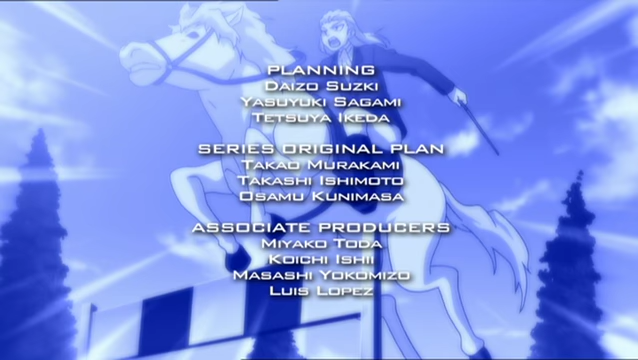 PLANNING
DAIZO SUZKI
YASUYUKI SAGAMI
TETSUYA IKEDA
SERIES ORIGINAL PLAN
TAKAO MURAKAMI
TAKASHI ISHIMOTO
OSAMU KUNIMASA
ASSOCIATE PRODUCERS
MIYAKO TODA
KOICHI ISHII
MASASHI YOKOMIZO
LUIS LOPEZ